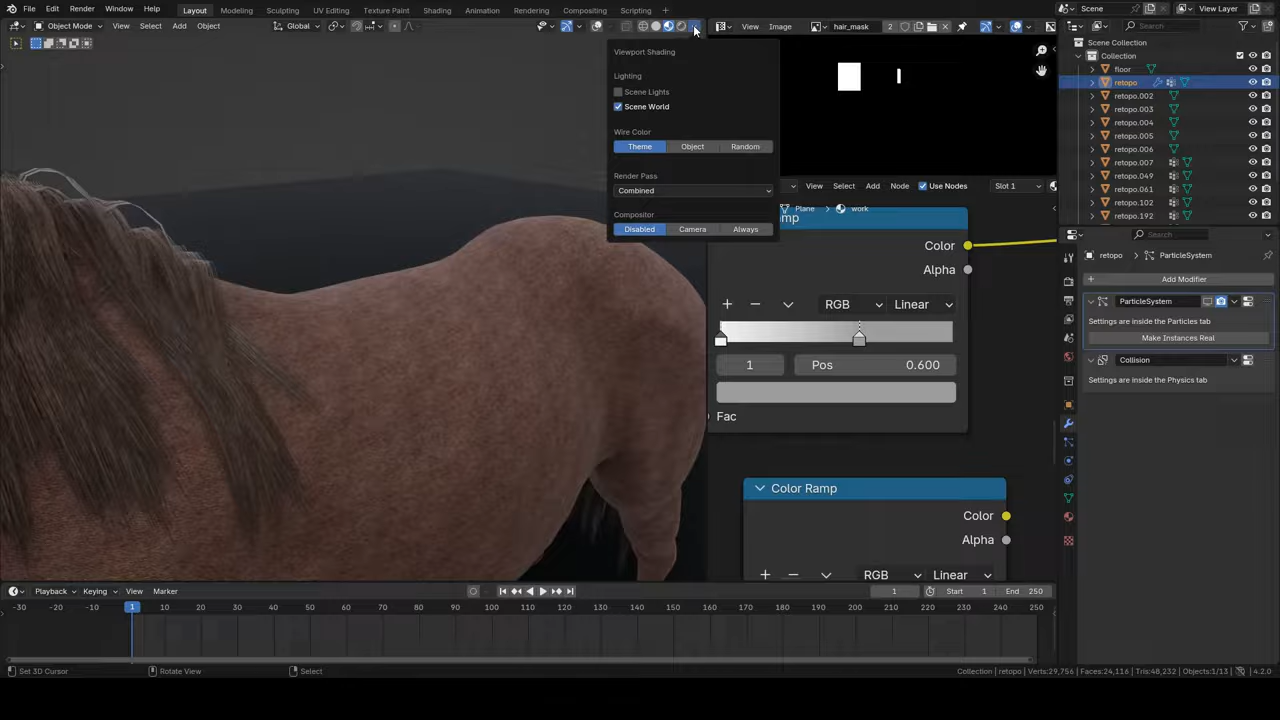 File Edit Render Window Help Layout Modeling Sculpting UV Editing Texture Paint Shading Animation Rendering Compositing Scripting + Scene View Layer
Object Mode View Select Add Object Global View Image hair_mask 2 Search
Viewport Shading
Lighting
Scene Lights
Scene World
Wire Color
Theme Object Random
Render Pass
Combined
Compositor
Disabled Camera Always
View Select Add Node Use Nodes Slot 1
Plane > work
mp
Color
Alpha
RGB Linear
1 Pos 0.600
Fac
Color Ramp
Color
Alpha
RGB Linear
Scene Collection
Collection
floor
retopo
retopo.002
retopo.003
retopo.004
retopo.005
retopo.006
retopo.007
retopo.049
retopo.061
retopo.102
retopo.192
Search
retopo > ParticleSystem
+ Add Modifier
ParticleSystem
Settings are inside the Particles tab
Make Instances Real
Collision
Settings are inside the Physics tab
Playback Keying View Marker 1 Start 1 End 250
-30 -20 -10 1 10 20 30 40 50 60 70 80 90 100 110 120 130 140 150 160 170 180 190 200 210 220 230 240 250
Set 3D Cursor Rotate View Select Collection | retopo | Verts:29,756 | Faces:24,116 | Tris:48,232 | Objects:1/13 | 4.2.0